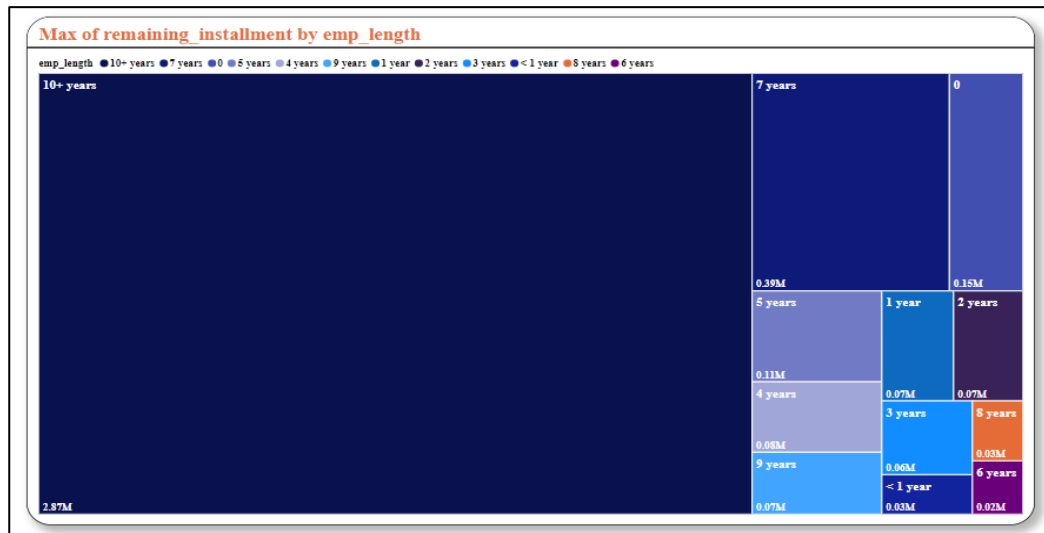 Max of remaining_installment by emp_length
emp_length 10+ years 7 years 0 5 years 4 years 9 years 1 year 2 years 3 years < 1 year 8 years 6 years
10+ years
2.87M
7 years
0.39M
0
0.15M
5 years
0.11M
4 years
0.08M
9 years
0.07M
1 year
0.07M
2 years
0.07M
3 years
0.06M
< 1 year
0.03M
8 years
0.03M
6 years
0.02M